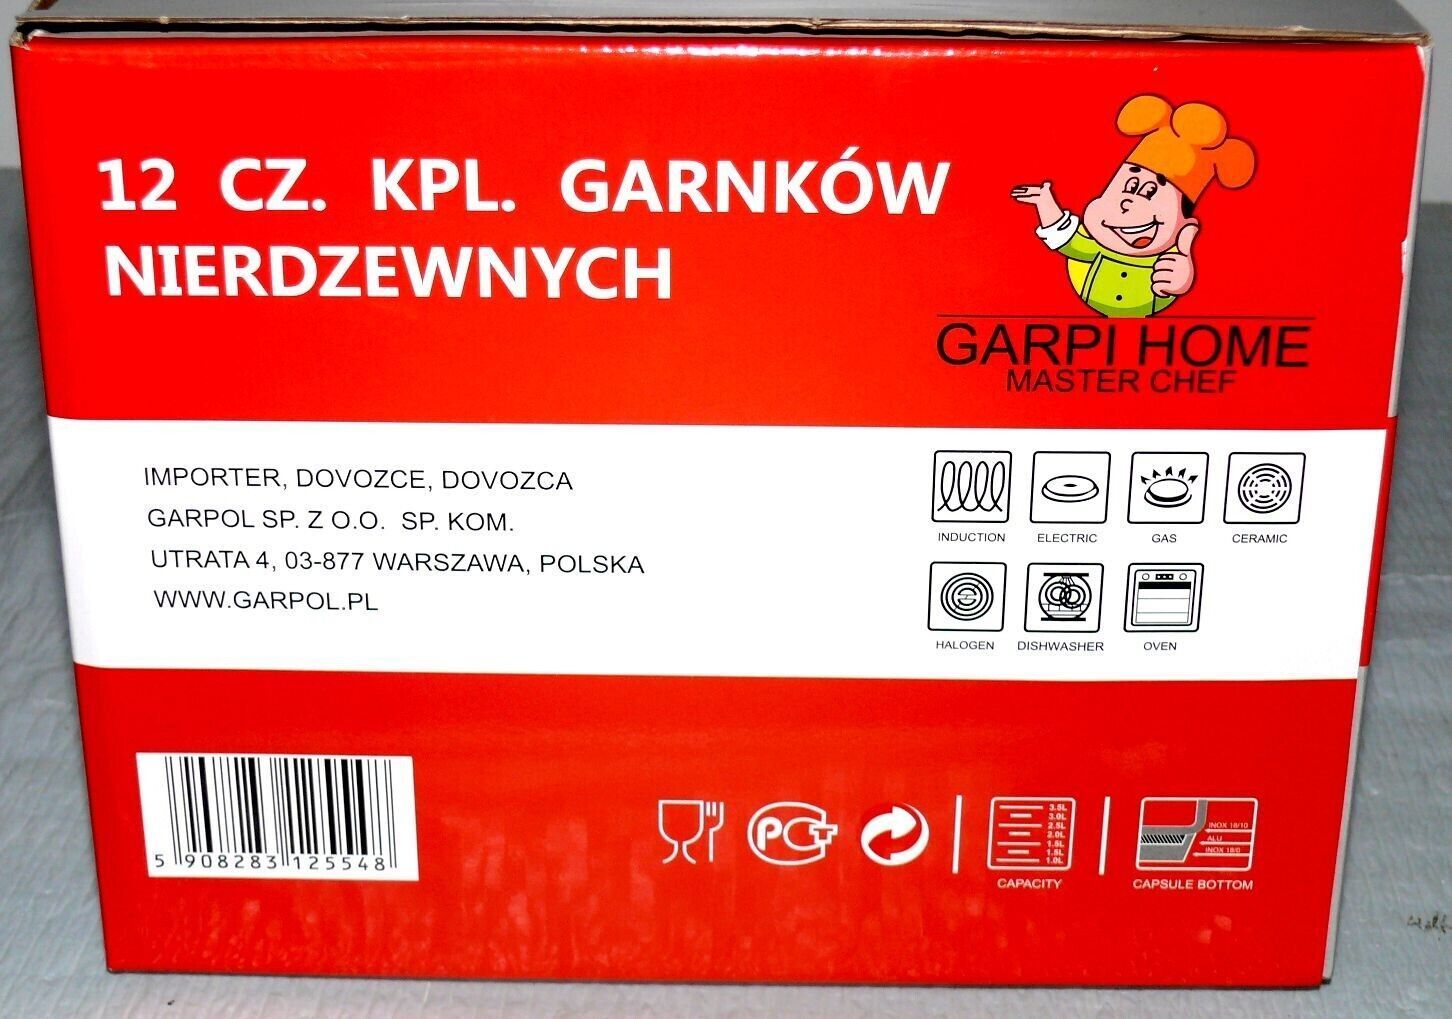 12 CZ. KPL. GARNKÓW
NIERDZEWNYCH
GARPI HOME
MASTER CHEF
IMPORTER, DOVOZCE, DOVOZCA
GARPOL SP. Z O.O. SP. KOM.
UTRATA 4, 03-877 WARSZAWA, POLSKA
WWW.GARPOL.PL
INDUCTION
ELECTRIC
GAS
CERAMIC
HALOGEN
DISHWASHER
OVEN
5 908283 125548
PCT
3.5L
3.0L
2.5L
2.0L
1.5L
1.5L
1.0L
CAPACITY
INOX 18/10
ALU
INOX 18/0
CAPSULE BOTTOM